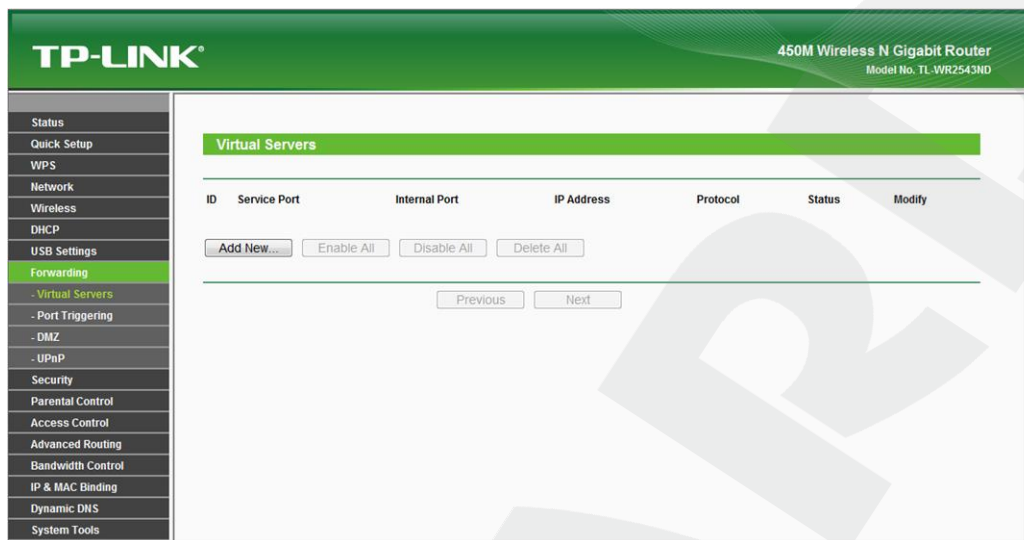 TP-LINK®
450M Wireless N Gigabit Router
Model No. TL-WR2543ND
Status
Quick Setup
WPS
Network
Wireless
DHCP
USB Settings
Forwarding
- Virtual Servers
- Port Triggering
- DMZ
- UPnP
Security
Parental Control
Access Control
Advanced Routing
Bandwidth Control
IP & MAC Binding
Dynamic DNS
System Tools
Virtual Servers
ID Service Port Internal Port IP Address Protocol Status Modify
Add New... Enable All Disable All Delete All
Previous Next